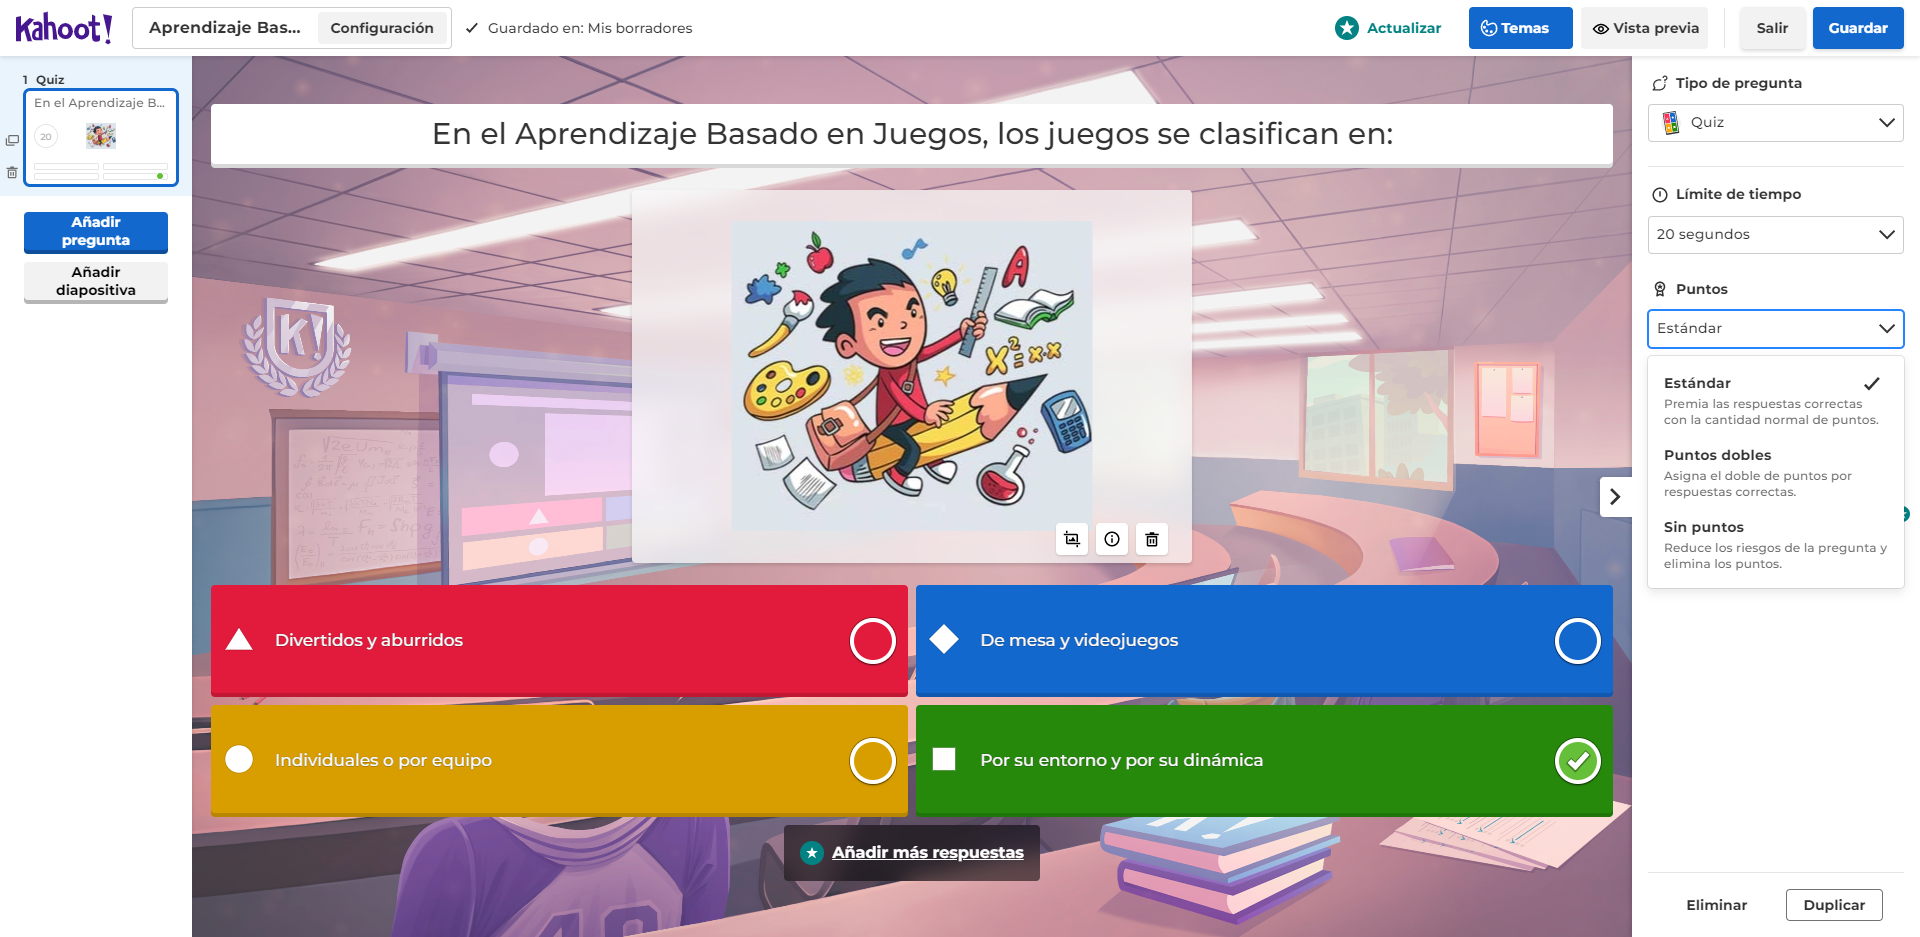 Kahoot!
Aprendizaje Bas...
Configuración
Guardado en: Mis borradores
Actualizar
Temas
Vista previa
Salir
Guardar
1 Quiz
En el Aprendizaje B...
20
Añadir
pregunta
Añadir
diapositiva
En el Aprendizaje Basado en Juegos, los juegos se clasifican en:
K!
A
X²=x·x
Divertidos y aburridos
De mesa y videojuegos
Individuales o por equipo
Por su entorno y por su dinámica
Añadir más respuestas
Tipo de pregunta
Quiz
Límite de tiempo
20 segundos
Puntos
Estándar
Estándar
Premia las respuestas correctas
con la cantidad normal de puntos.
Puntos dobles
Asigna el doble de puntos por
respuestas correctas.
Sin puntos
Reduce los riesgos de la pregunta y
elimina los puntos.
Eliminar
Duplicar